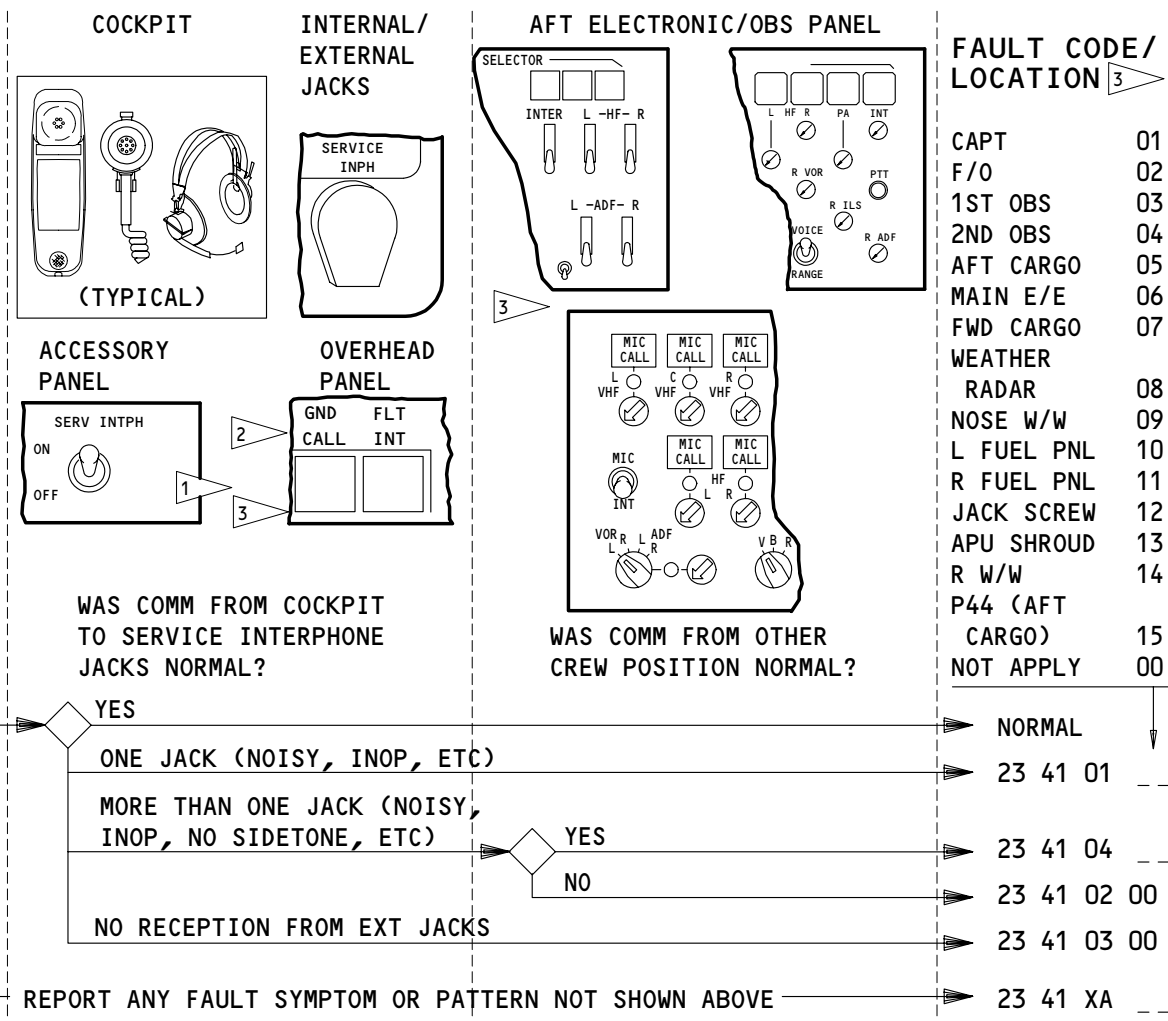 COCKPIT
INTERNAL/
EXTERNAL
JACKS
AFT ELECTRONIC/OBS PANEL
FAULT CODE/
LOCATION 3
(TYPICAL)
SERVICE
INPH
SELECTOR
INTER L -HF- R
L -ADF- R
L HF R PA INT
R VOR
PTT
R ILS
VOICE
R ADF
RANGE
3
ACCESSORY
PANEL
SERV INTPH
ON
OFF
1
OVERHEAD
PANEL
2
GND FLT
CALL INT
3
MIC MIC MIC
CALL CALL CALL
L C R
VHF VHF VHF
MIC MIC
CALL CALL
MIC
INT
HF
L R
VOR L R L ADF R
V B R
CAPT 01
F/O 02
1ST OBS 03
2ND OBS 04
AFT CARGO 05
MAIN E/E 06
FWD CARGO 07
WEATHER
RADAR 08
NOSE W/W 09
L FUEL PNL 10
R FUEL PNL 11
JACK SCREW 12
APU SHROUD 13
R W/W 14
P44 (AFT
CARGO) 15
NOT APPLY 00
WAS COMM FROM COCKPIT
TO SERVICE INTERPHONE
JACKS NORMAL?
WAS COMM FROM OTHER
CREW POSITION NORMAL?
YES
NORMAL
ONE JACK (NOISY, INOP, ETC)
23 41 01 _ _
MORE THAN ONE JACK (NOISY,
INOP, NO SIDETONE, ETC)
YES
23 41 04 _ _
NO
23 41 02 00
NO RECEPTION FROM EXT JACKS
23 41 03 00
REPORT ANY FAULT SYMPTOM OR PATTERN NOT SHOWN ABOVE
23 41 XA _ _